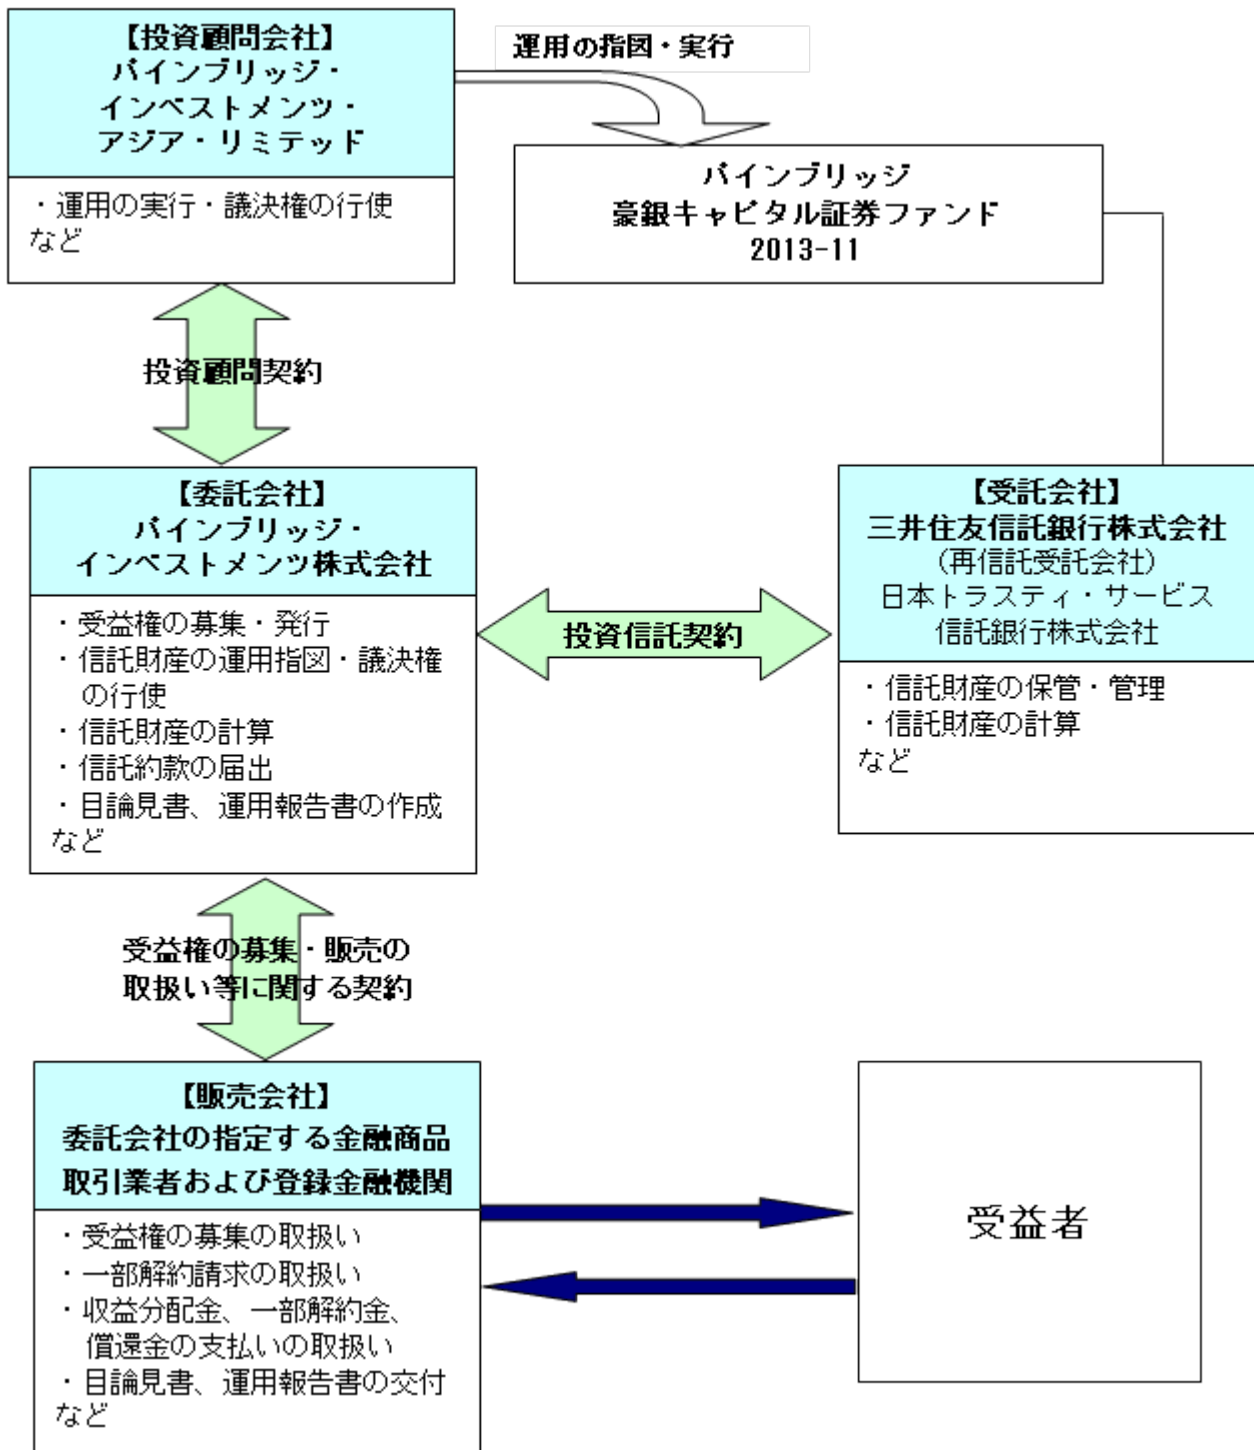 【投資顧問会社】
パインブリッジ・
インベストメンツ・
アジア・リミテッド
・運用の実行・議決権の行使
など
運用の指図・実行
パインブリッジ
豪銀キャピタル証券ファンド
2013-11
投資顧問契約
【委託会社】
パインブリッジ・
インベストメンツ株式会社
・受益権の募集・発行
・信託財産の運用指図・議決権
の行使
・信託財産の計算
・信託約款の届出
・目論見書、運用報告書の作成
など
投資信託契約
【受託会社】
三井住友信託銀行株式会社
(再信託受託会社)
日本トラスティ・サービス
信託銀行株式会社
・信託財産の保管・管理
・信託財産の計算
など
受益権の募集・販売の
取扱い等に関する契約
【販売会社】
委託会社の指定する金融商品
取引業者および登録金融機関
・受益権の募集の取扱い
・一部解約請求の取扱い
・収益分配金、一部解約金、
償還金の支払いの取扱い
・目論見書、運用報告書の交付
など
受益者